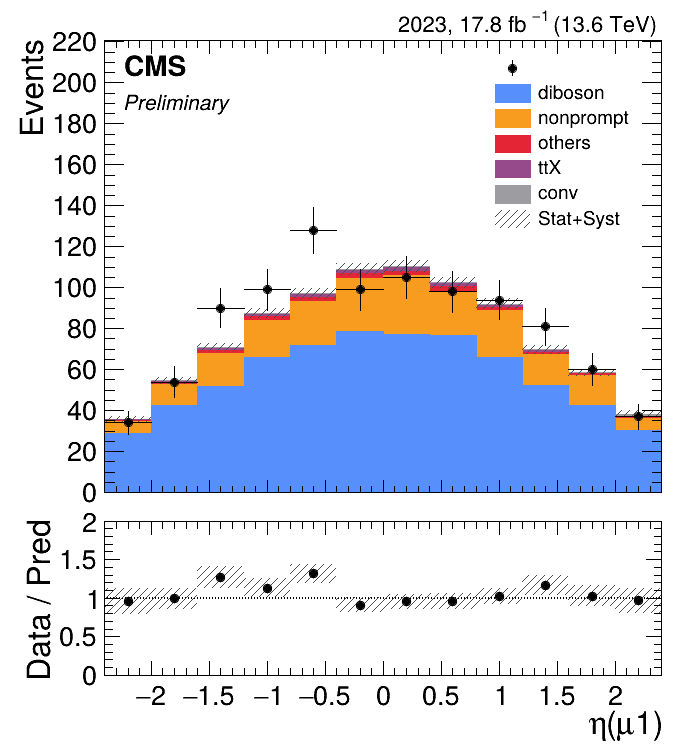 2023, 17.8 fb⁻¹ (13.6 TeV)
Events
220
200
180
160
140
120
100
80
60
40
20
0
CMS
Preliminary
diboson
nonprompt
others
ttX
conv
Stat+Syst
Data / Pred
2
1.5
1
0.5
0
−2 −1.5 −1 −0.5 0 0.5 1 1.5 2
η(μ1)